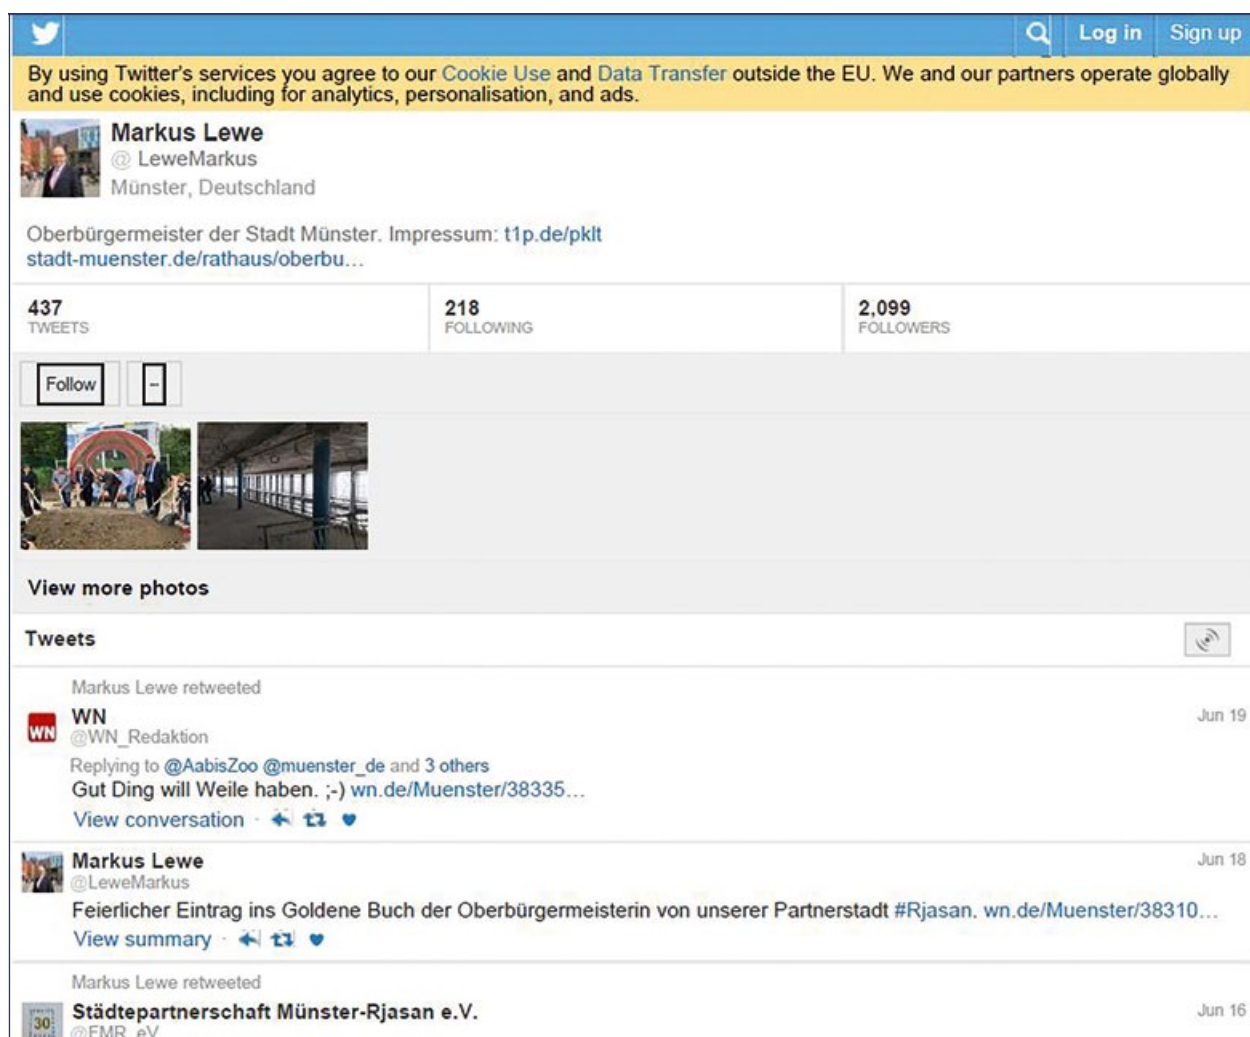 Log in Sign up
By using Twitter's services you agree to our Cookie Use and Data Transfer outside the EU. We and our partners operate globally
and use cookies, including for analytics, personalisation, and ads.
Markus Lewe
@ LeweMarkus
Münster, Deutschland
Oberbürgermeister der Stadt Münster. Impressum: t1p.de/pklt
stadt-muenster.de/rathaus/oberbu…
437 218 2,099
TWEETS FOLLOWING FOLLOWERS
Follow –
View more photos
Tweets
Markus Lewe retweeted
WN WN Jun 19
@WN_Redaktion
Replying to @AabisZoo @muenster_de and 3 others
Gut Ding will Weile haben. ;-) wn.de/Muenster/38335…
View conversation ·
Markus Lewe Jun 18
@LeweMarkus
Feierlicher Eintrag ins Goldene Buch der Oberbürgermeisterin von unserer Partnerstadt #Rjasan. wn.de/Muenster/38310…
View summary ·
Markus Lewe retweeted
30 Städtepartnerschaft Münster-Rjasan e.V. Jun 16
@FMR_eV